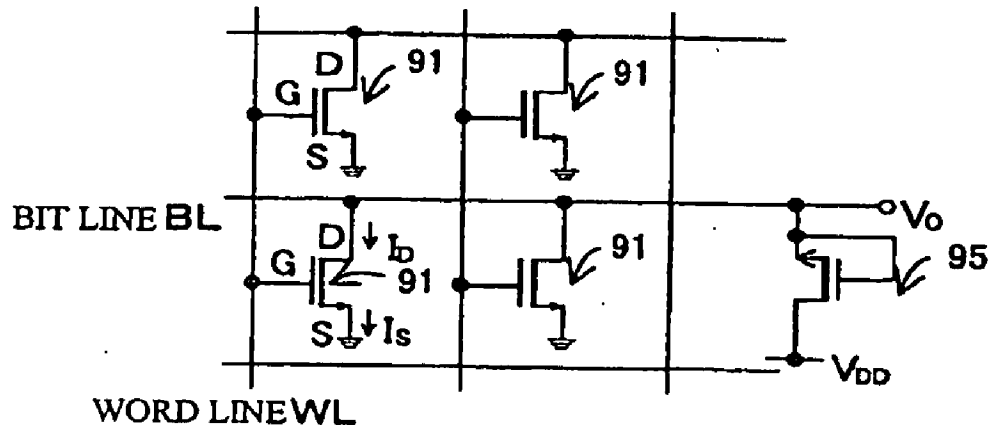 D 91 91
G
S
BIT LINE BL Vo
D ID
G 91 91 95
S Is
VDD
WORD LINE WL